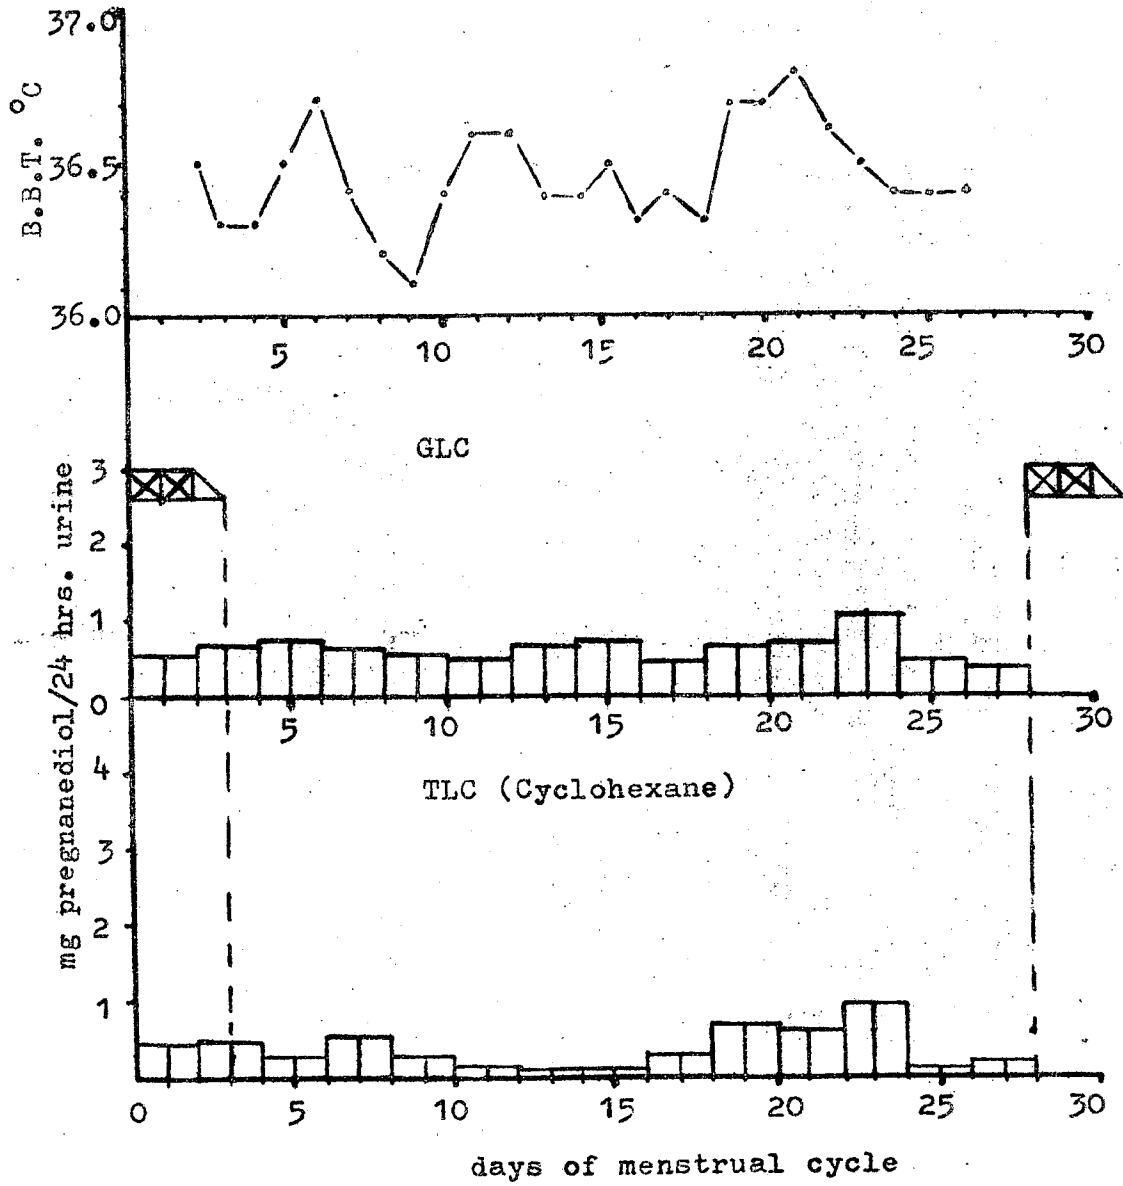 37.0
B.B.T. °C
36.5
36.0
5 10 15 20 25 30
GLC
mg pregnanediol/24 hrs. urine
3
2
1
0
5 10 15 20 25 30
TLC (Cyclohexane)
4
3
2
1
0 5 10 15 20 25 30
days of menstrual cycle